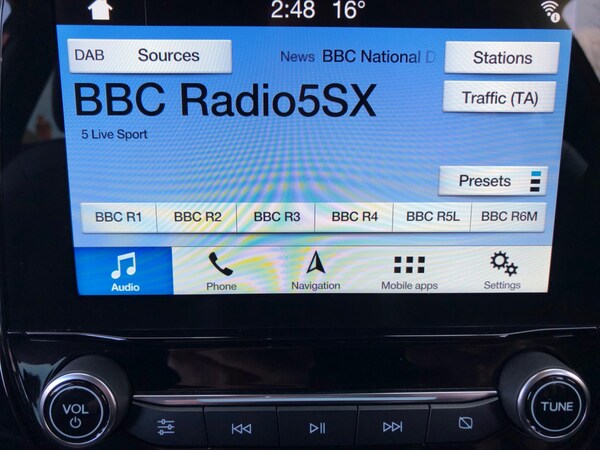 2:48 16°
DAB Sources News BBC National D Stations
BBC Radio5SX
Traffic (TA)
5 Live Sport
Presets
BBC R1 BBC R2 BBC R3 BBC R4 BBC R5L BBC R6M
Audio Phone Navigation Mobile apps Settings
VOL TUNE